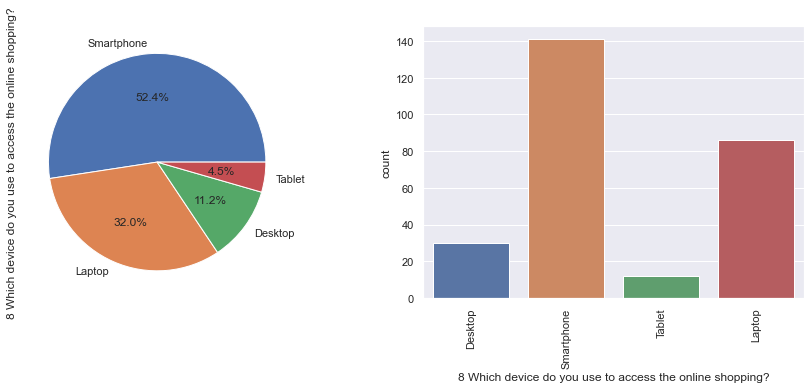 8 Which device do you use to access the online shopping?
Smartphone
52.4%
4.5%
Tablet
11.2%
Desktop
32.0%
Laptop
140
120
100
80
60
40
20
0
count
Desktop
Smartphone
Tablet
Laptop
8 Which device do you use to access the online shopping?